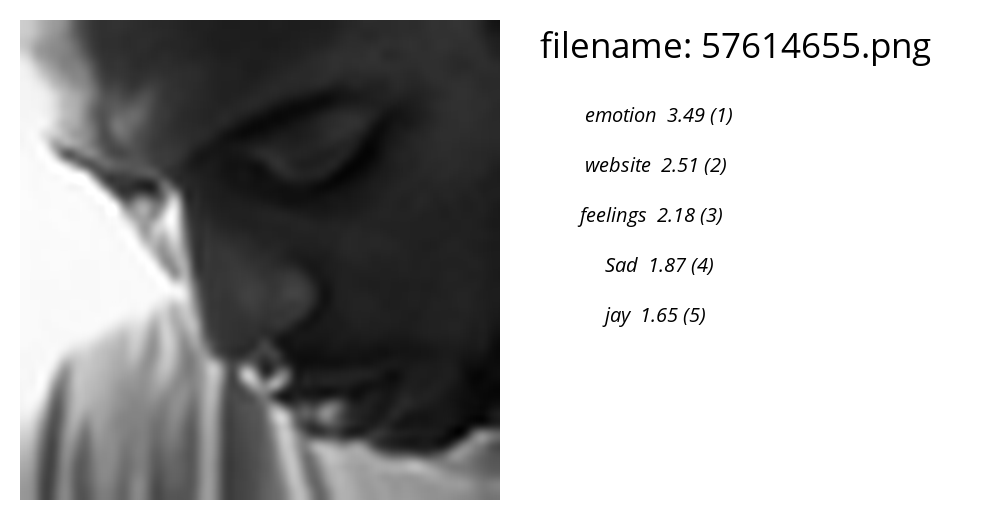 filename: 57614655.png
emotion 3.49 (1)
website 2.51 (2)
feelings 2.18 (3)
Sad 1.87 (4)
jay 1.65 (5)